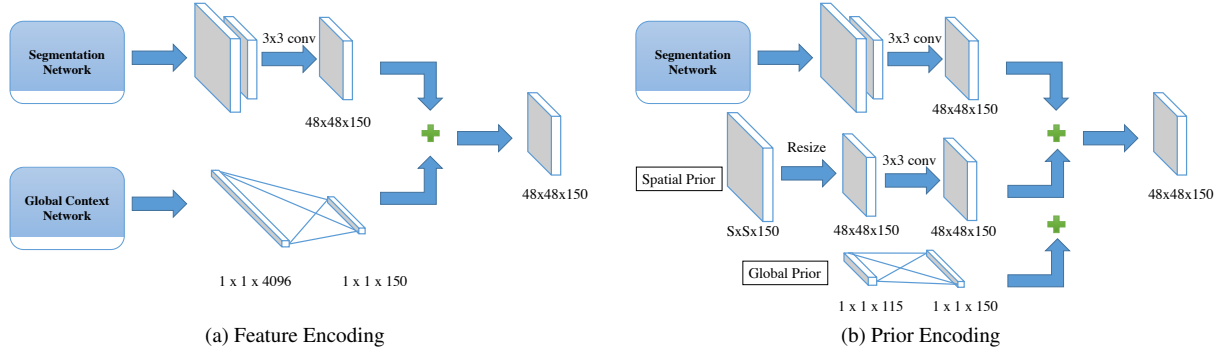 Segmentation
Network
3x3 conv
48x48x150
48x48x150
Global Context
Network
1 x 1 x 4096
1 x 1 x 150
(a) Feature Encoding
Segmentation
Network
3x3 conv
48x48x150
Spatial Prior
SxSx150
Resize
48x48x150
3x3 conv
48x48x150
48x48x150
Global Prior
1 x 1 x 115
1 x 1 x 150
(b) Prior Encoding